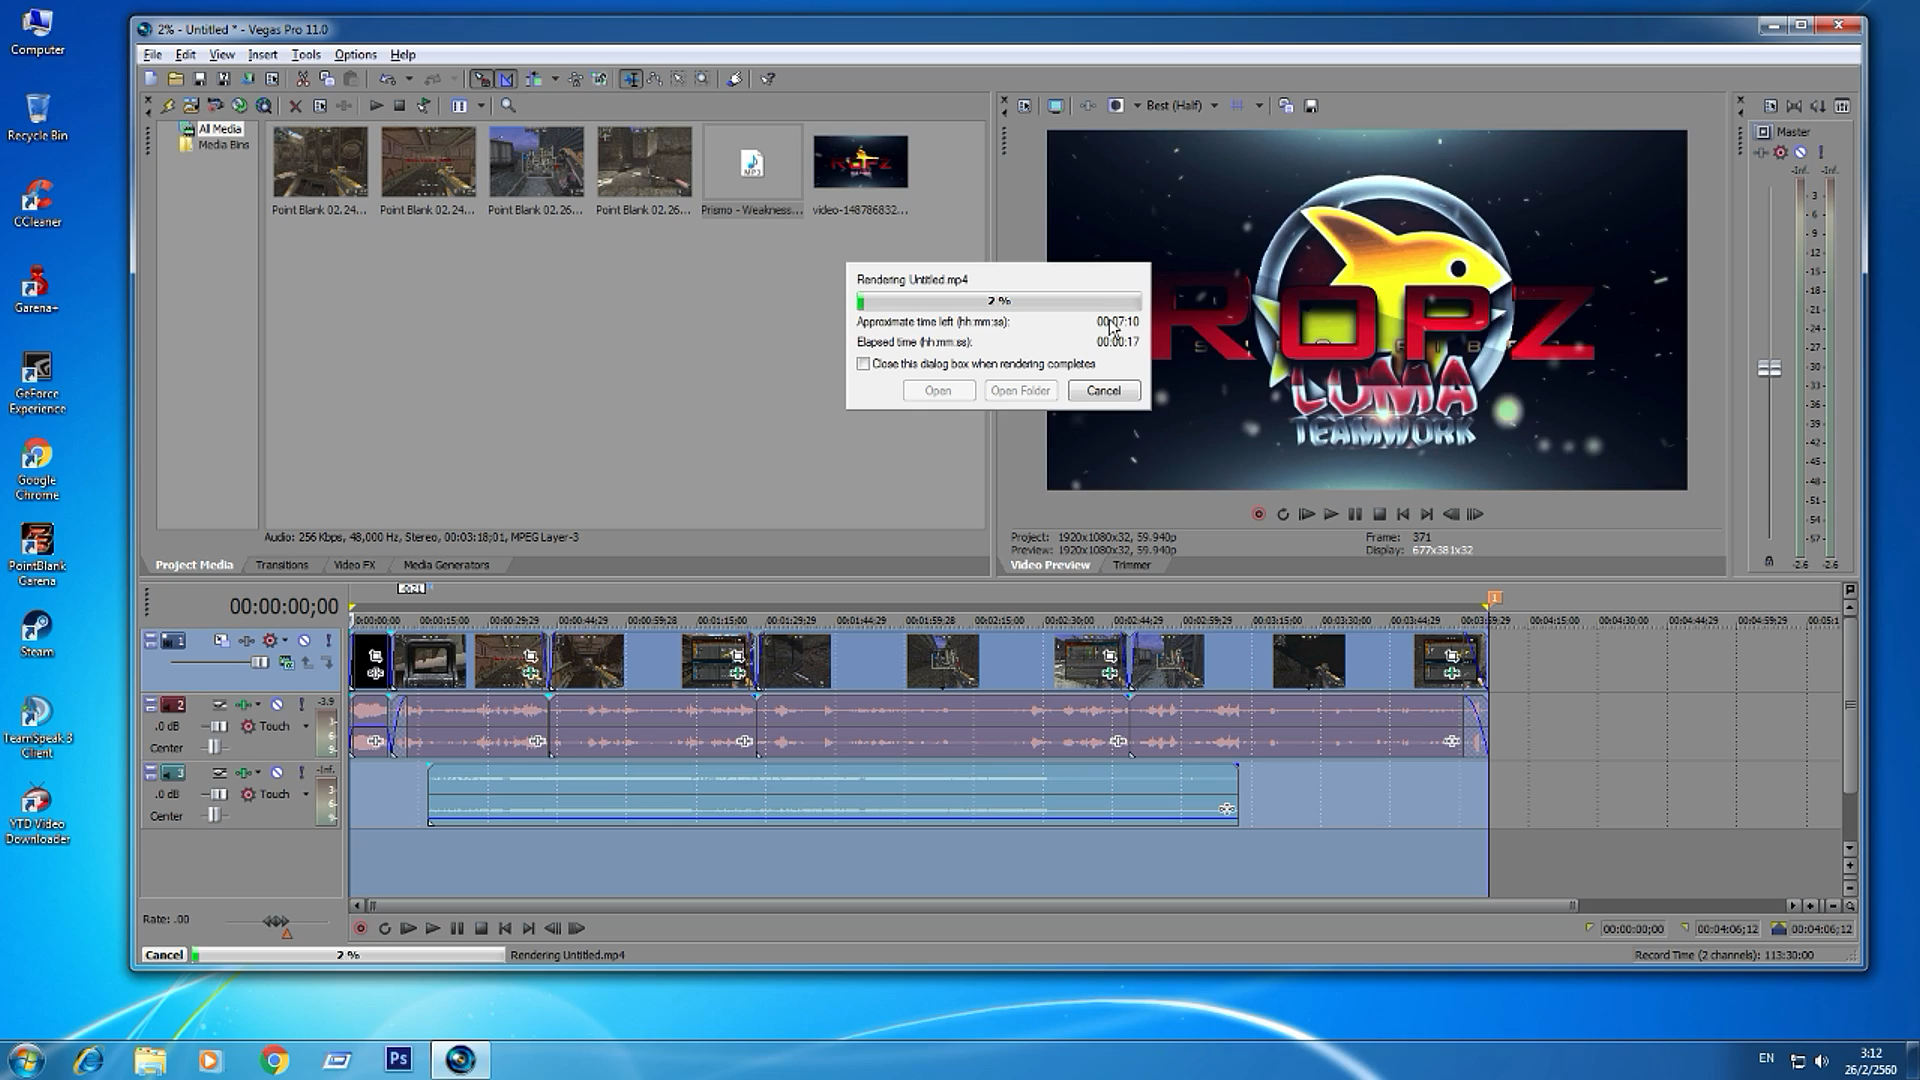 Computer
Recycle Bin
CCleaner
Garena+
GeForce
Experience
Google
Chrome
PointBlank
Garena
Steam
TeamSpeak 3
Client
YTD Video
Downloader
2% - Untitled * - Vegas Pro 11.0
File Edit View Insert Tools Options Help
Best (Half)
All Media
Media Bins
MP3
Point Blank 02.24... Point Blank 02.24... Point Blank 02.26... Point Blank 02.26... Prismo - Weakness... video-148786832...
Audio: 256 Kbps, 48,000 Hz, Stereo, 00:03:18;01, MPEG Layer-3
Project Media Transitions Video FX Media Generators
Rendering Untitled.mp4
2 %
Approximate time left (hh:mm:ss): 00:07:10
Elapsed time (hh:mm:ss): 00:00:17
Close this dialog box when rendering completes
Open Open Folder Cancel
ROPZ
LOMA
TEAMWORK
Project: 1920x1080x32, 59.940p Frame: 371
Preview: 1920x1080x32, 59.940p Display: 677x381x32
Video Preview Trimmer
Master
-Inf. -Inf.
3
6
9
12
15
18
21
24
27
30
33
36
39
42
45
48
51
54
57
-2.6 -2.6
-0:21
00:00:00;00
1
0:00:00:00 00:00:15:00 00:00:29:29 00:00:44;29 00:00:59;28 00:01:15:00 00:01:29;29 00:01:44;29 00:01:59;28 00:02:15:00 00:02:30:00 00:02:44;29 00:02:59;29 00:03:15:00 00:03:30:00 00:03:44;29 00:03:59;29 00:04:15:00 00:04:30:00 00:04:44;29 00:04:59;29 00:05:1
1
2 -3.9
.0 dB Touch
Center
3 -Inf.
.0 dB Touch
Center
Rate: .00
00:00:00;00 00:04:06;12 00:04:06;12
Cancel 2 % Rendering Untitled.mp4
Record Time (2 channels): 113:30:00
Ps
EN
3:12
26/2/2560